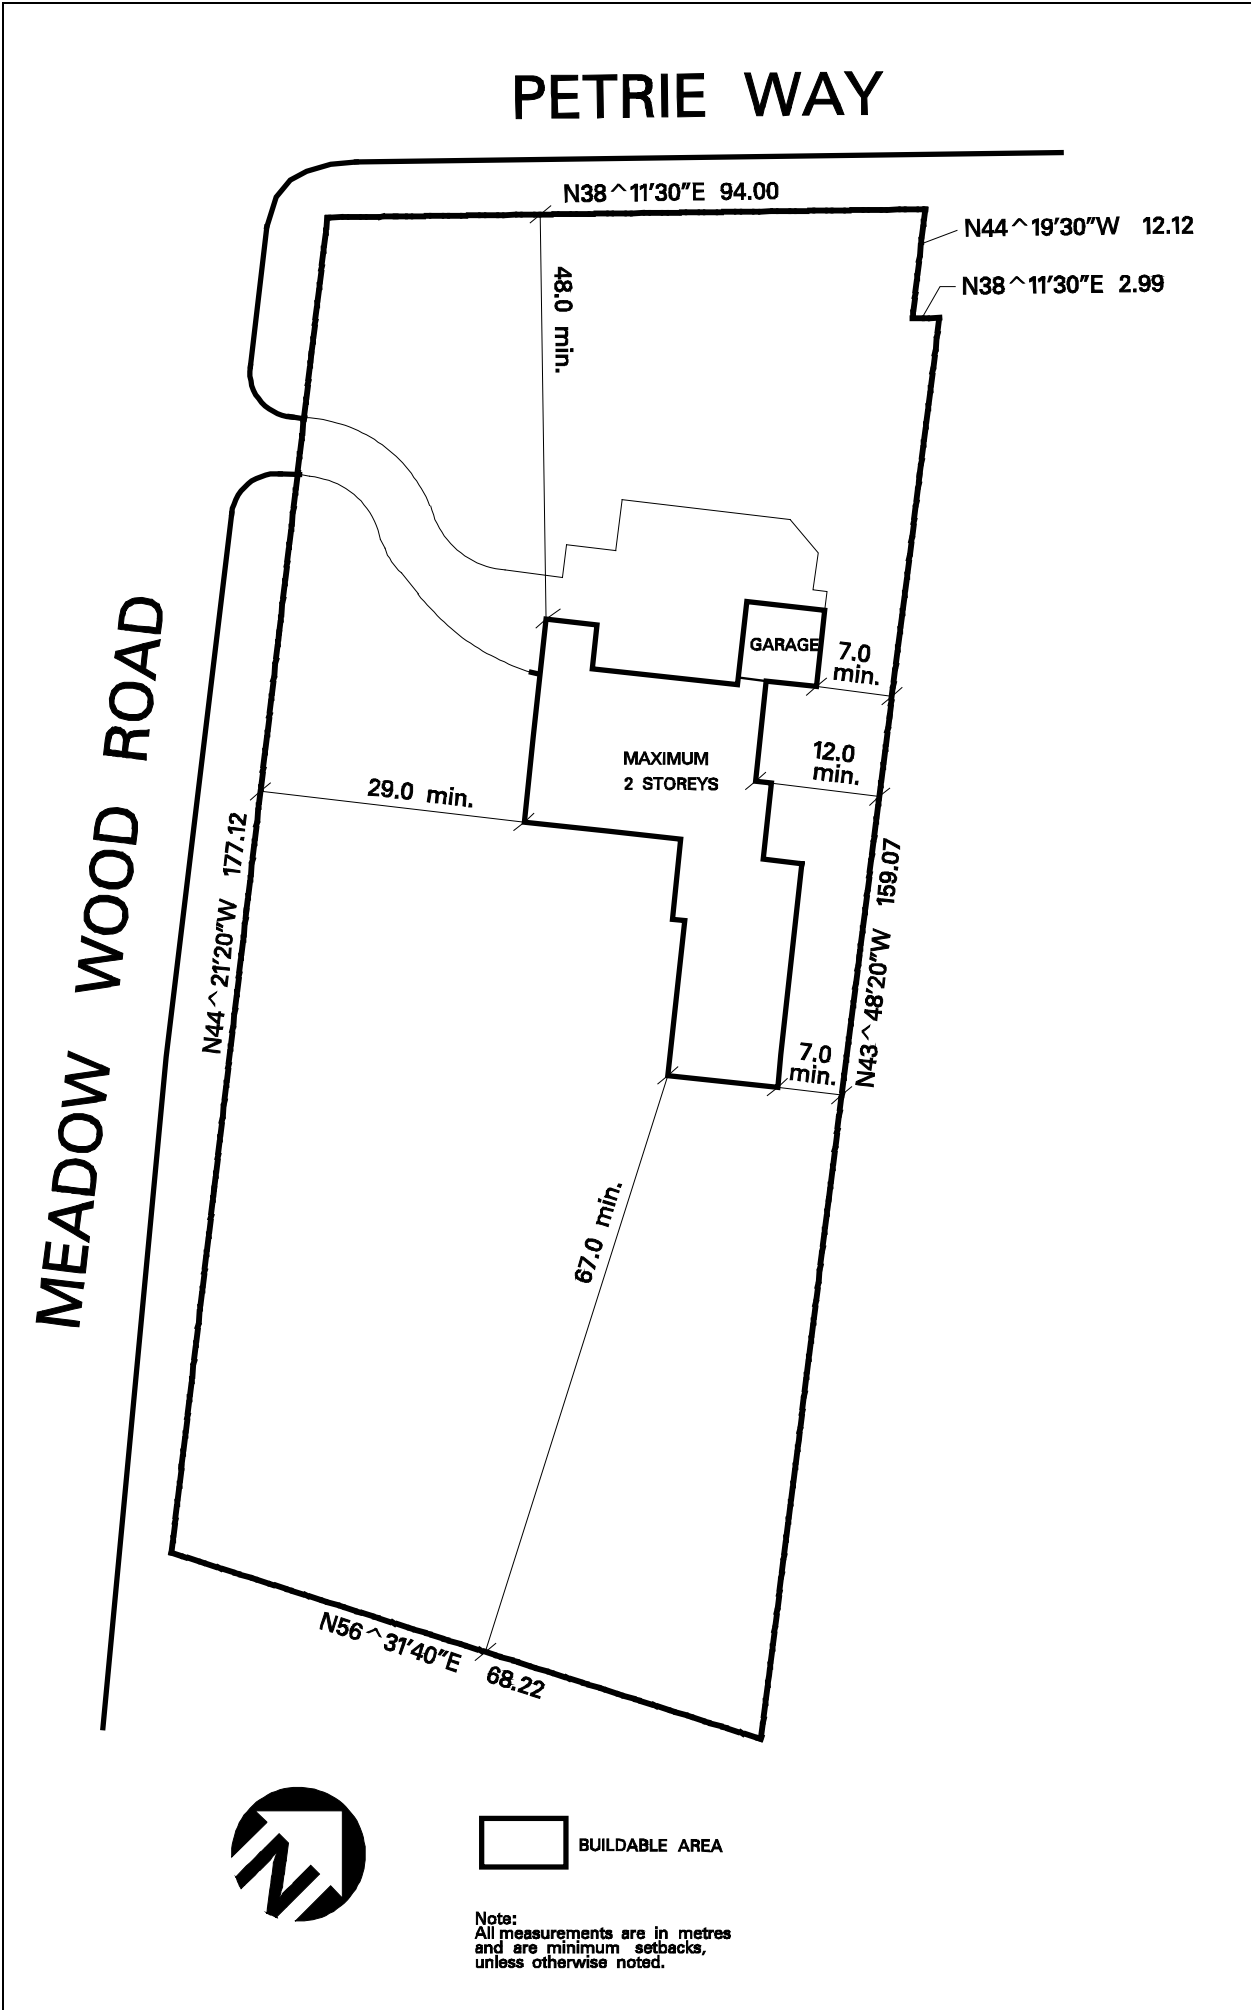 PETRIE WAY
N38^11'30"E 94.00
N44^19'30"W 12.12
N38^11'30"E 2.99
48.0 min.
GARAGE
7.0
min.
MAXIMUM
2 STOREYS
12.0
min.
29.0 min.
MEADOW WOOD ROAD
N44^21'20"W 177.12
N43^48'20"W 159.07
7.0
min.
67.0 min.
N56^31'40"E 68.22
N
BUILDABLE AREA
Note:
All measurements are in metres
and are minimum setbacks,
unless otherwise noted.